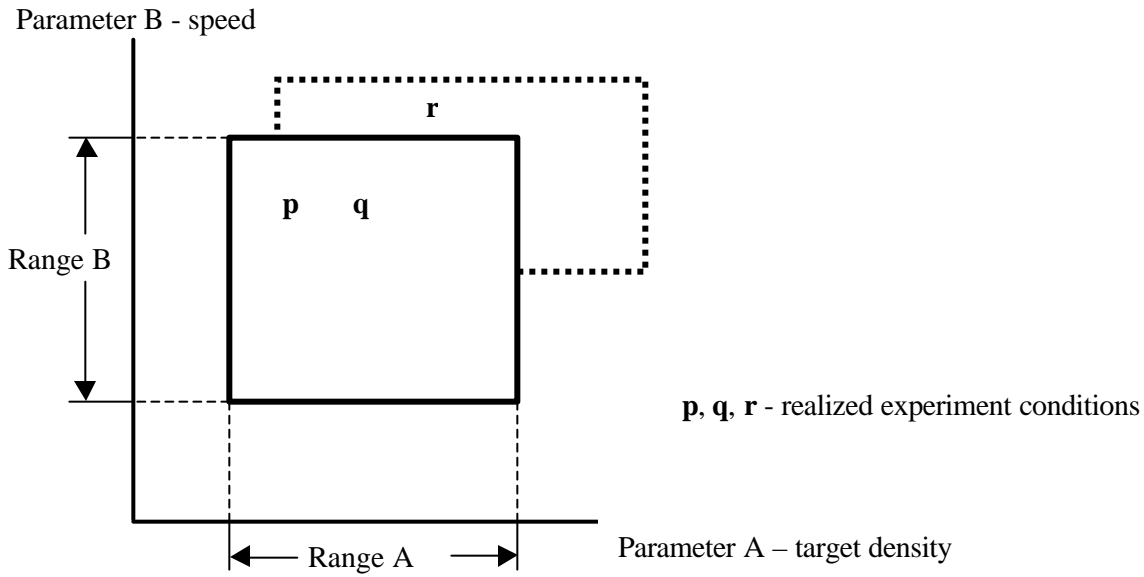 Parameter B - speed
r
p q
Range B
p, q, r - realized experiment conditions
Range A
Parameter A – target density